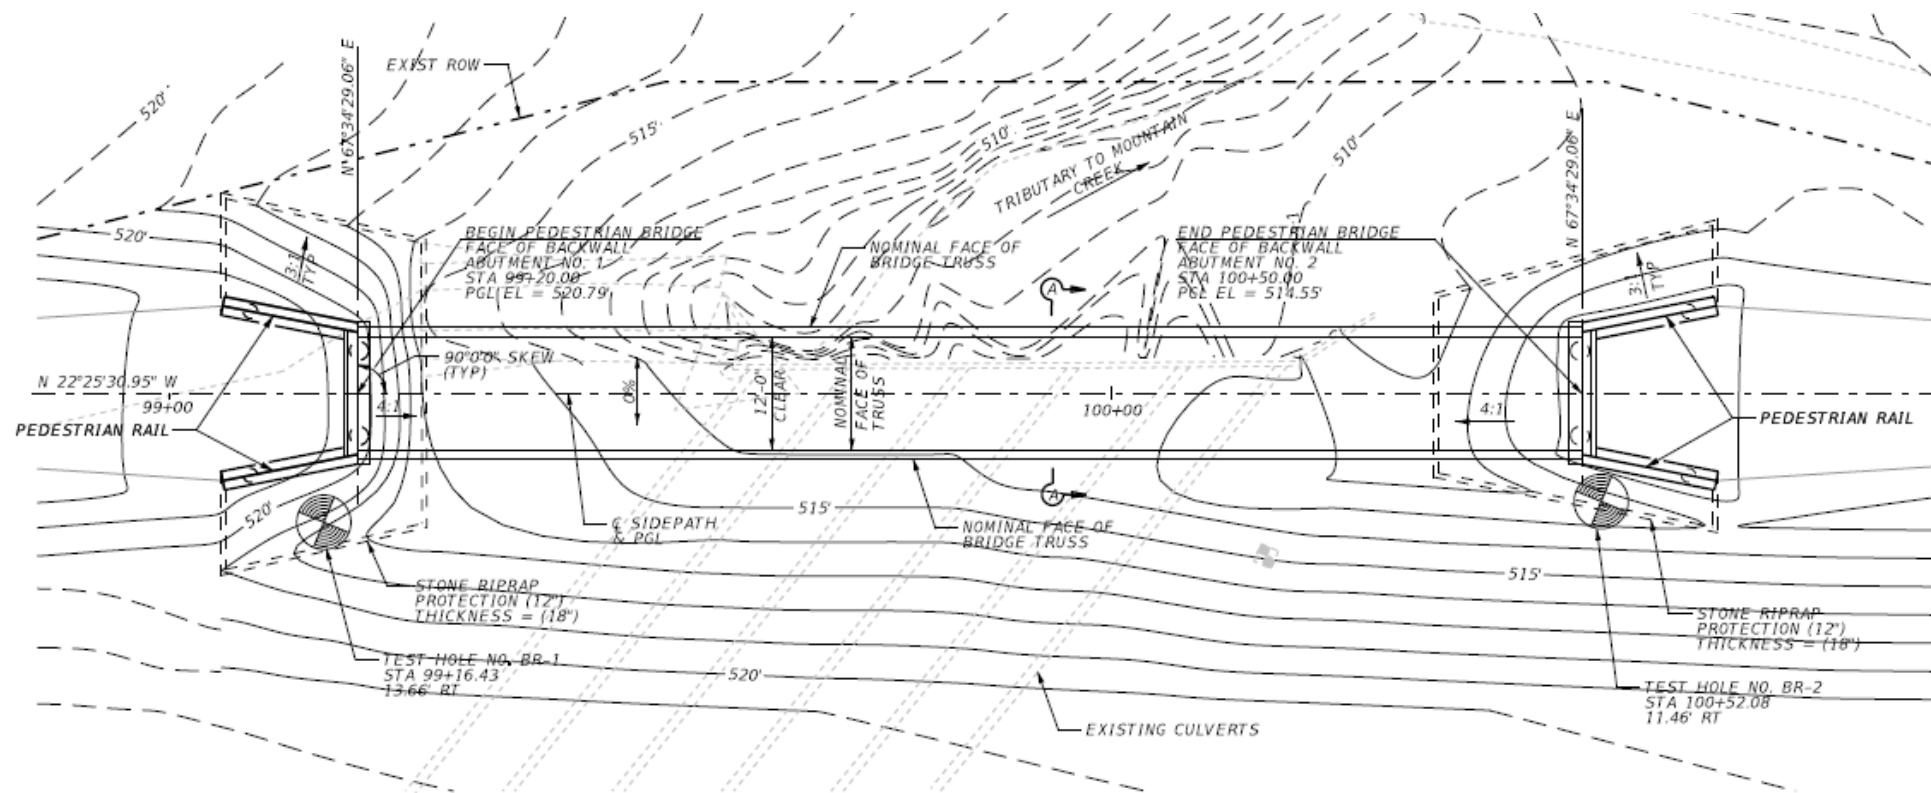 EXIST ROW
N 67°34'29.06" E
520'
515'
510'
TRIBUTARY TO MOUNTAIN
CREEK
510'
N 67°34'29.06" E
520'
3:1
TYP
BEGIN PEDESTRIAN BRIDGE
FACE OF BACKWALL
ABUTMENT NO. 1
STA 99+20.00
PGL EL = 520.79'
NOMINAL FACE OF
BRIDGE TRUSS
A
END PEDESTRIAN BRIDGE
FACE OF BACKWALL
ABUTMENT NO. 2
STA 100+50.00
PGL EL = 514.55'
3:1
TYP
90°0'0" SKEW
(TYP)
N 22°25'30.95" W
99+00
4:1
0%
12'-0"
CLEAR
NOMINAL
FACE OF
TRUSS
100+00
4:1
PEDESTRIAN RAIL
PEDESTRIAN RAIL
520'
515'
A
℄ SIDEPATH
& PGL
NOMINAL FACE OF
BRIDGE TRUSS
515'
STONE RIPRAP
PROTECTION (12")
THICKNESS = (18")
STONE RIPRAP
PROTECTION (12")
THICKNESS = (18")
TEST HOLE NO. BR-1
STA 99+16.43
13.66' RT
520'
TEST HOLE NO. BR-2
STA 100+52.08
11.46' RT
EXISTING CULVERTS